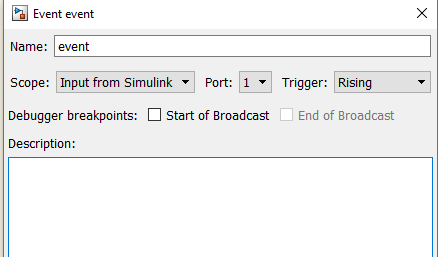 Event event
Name: event
Scope: Input from Simulink Port: 1 Trigger: Rising
Debugger breakpoints: Start of Broadcast End of Broadcast
Description: